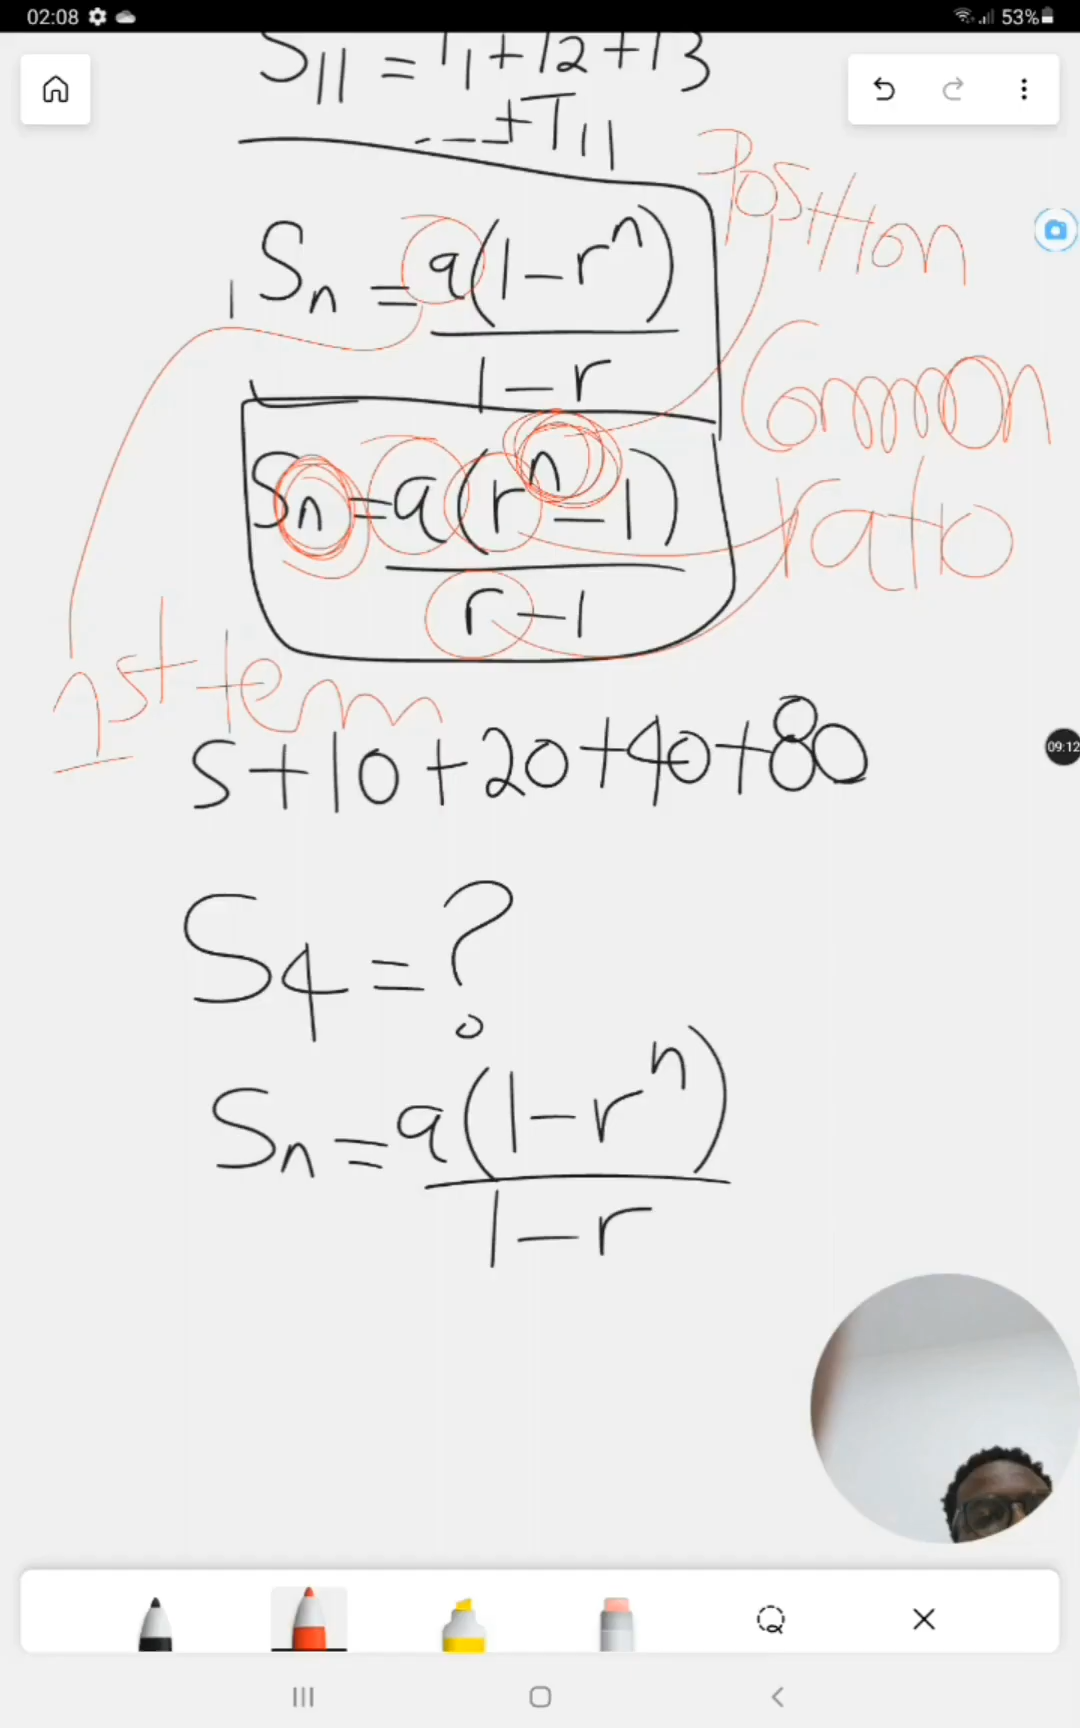 02:08
53%
S11 = T1+T2+T3
---+T11
Position
Sn = a(1-r^n)
1-r
Common
Sn = a(r^n-1)
r-1
ratio
1st term
5+10+20+40+80
09:12
S4 = ?
Sn = a(1-r^n)
1-r